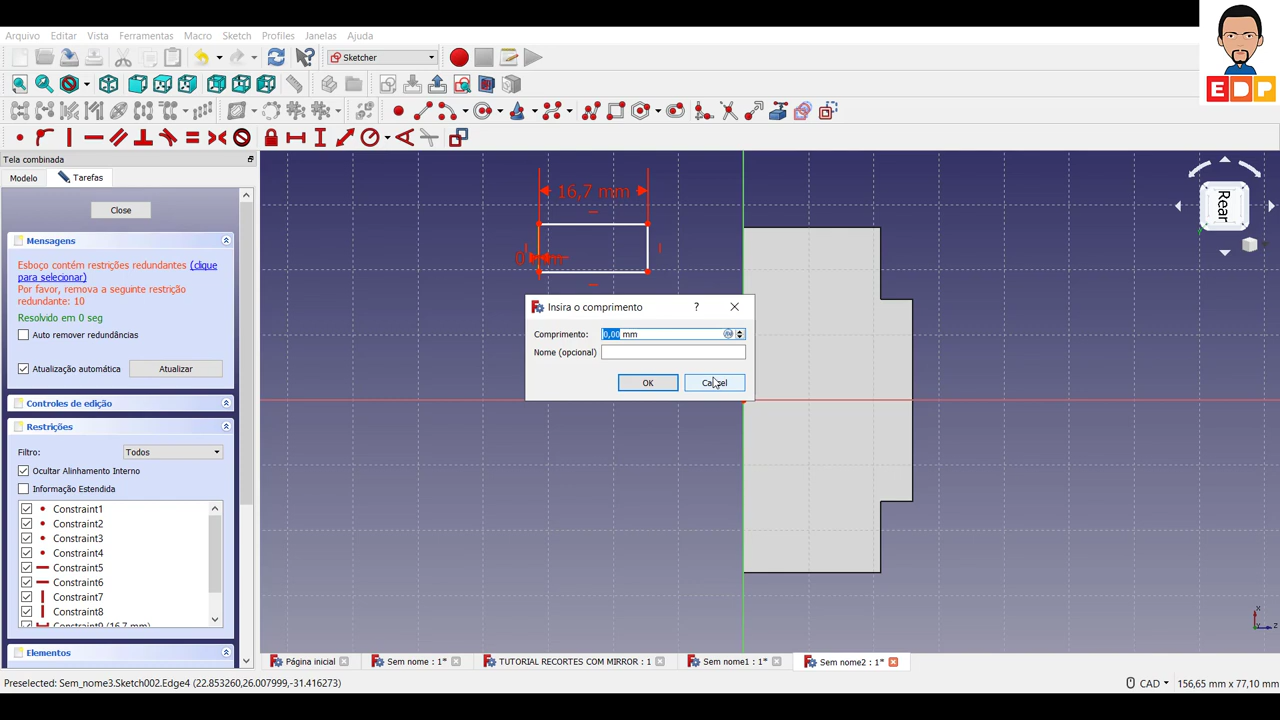 Arquivo Editar Vista Ferramentas Macro Sketch Profiles Janelas Ajuda
Sketcher
EDP
Tela combinada
Modelo Tarefas
Close
Mensagens
Esboço contém restrições redundantes (clique
para selecionar)
Por favor, remova a seguinte restrição
redundante: 10
Resolvido em 0 seg
Auto remover redundâncias
Atualização automática Atualizar
Controles de edição
Restrições
Filtro: Todos
Ocultar Alinhamento Interno
Informação Estendida
Constraint1
Constraint2
Constraint3
Constraint4
Constraint5
Constraint6
Constraint7
Constraint8
Constraint9 (16,7 mm)
Elementos
16,7 mm
Rear
Insira o comprimento ?
Comprimento: 0,00 mm
Nome (opcional)
OK Cancel
x
y
z
Página inicial Sem nome : 1* TUTORIAL RECORTES COM MIRROR : 1 Sem nome1 : 1* Sem nome2 : 1*
Preselected: Sem_nome3.Sketch002.Edge4 (22.853260,26.007999,-31.416273) CAD 156,65 mm x 77,10 mm